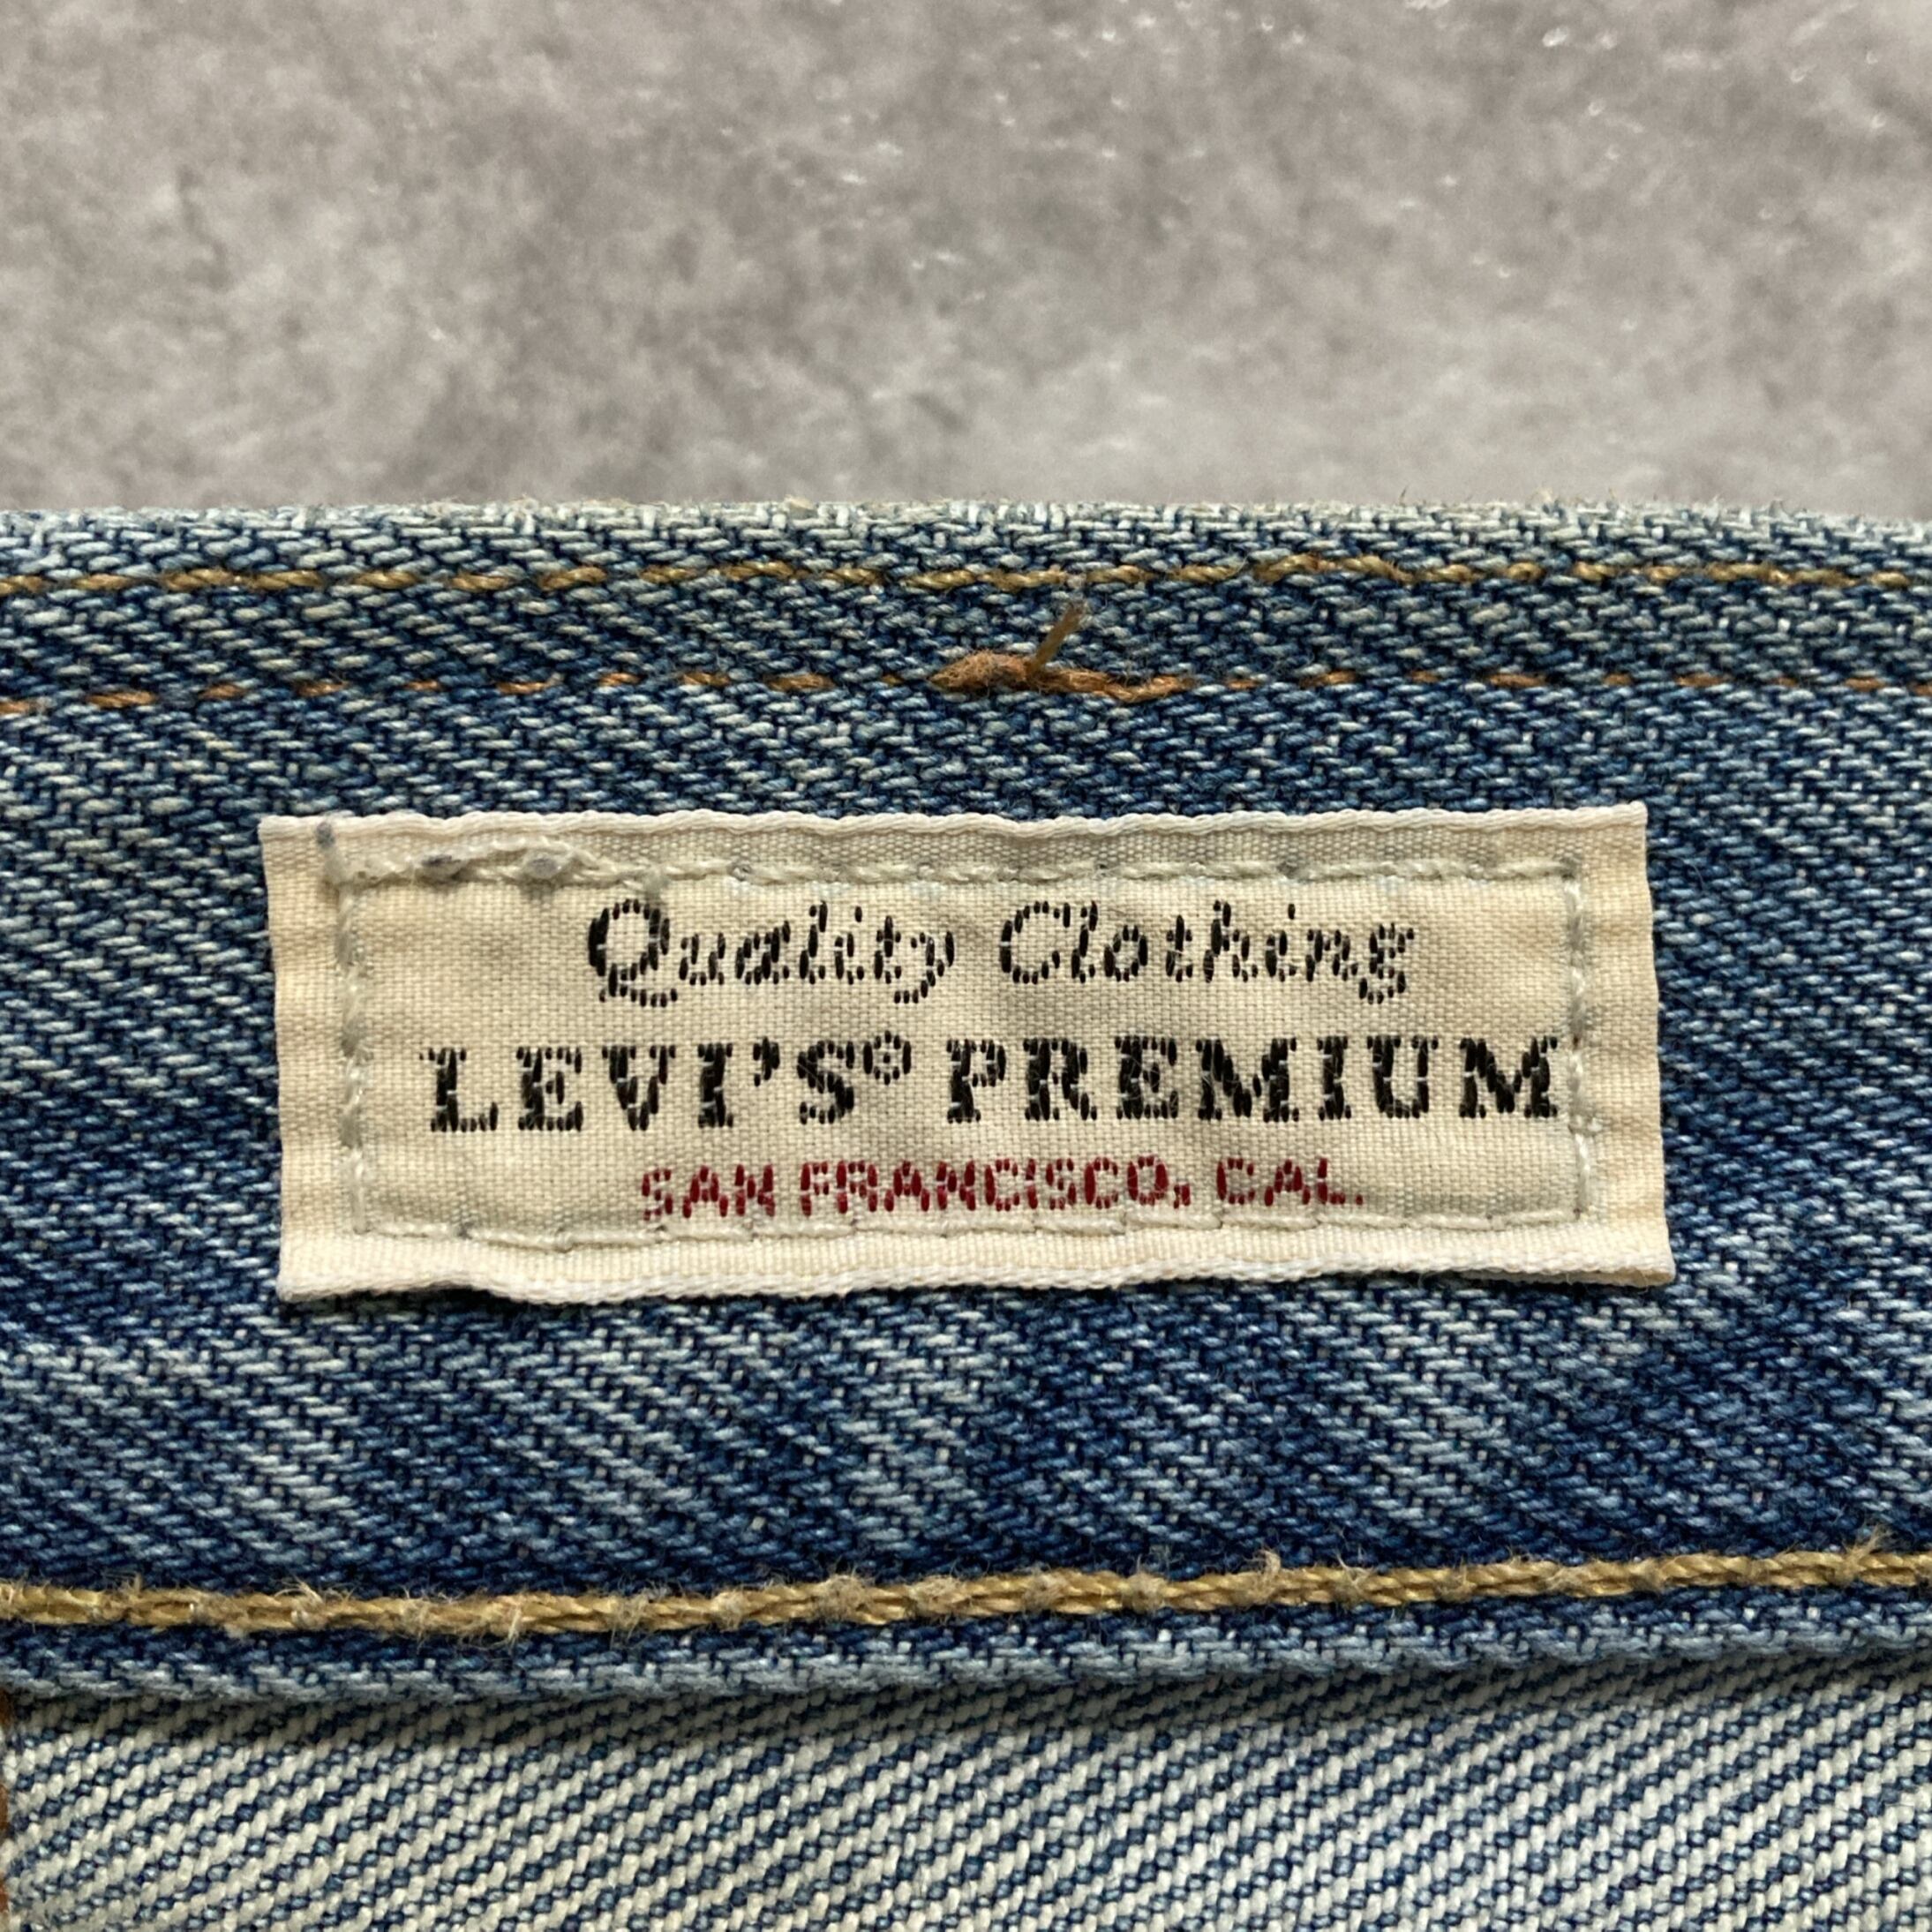 Quality Clothing
LEVI'S® PREMIUM
SAN FRANCISCO, CAL.